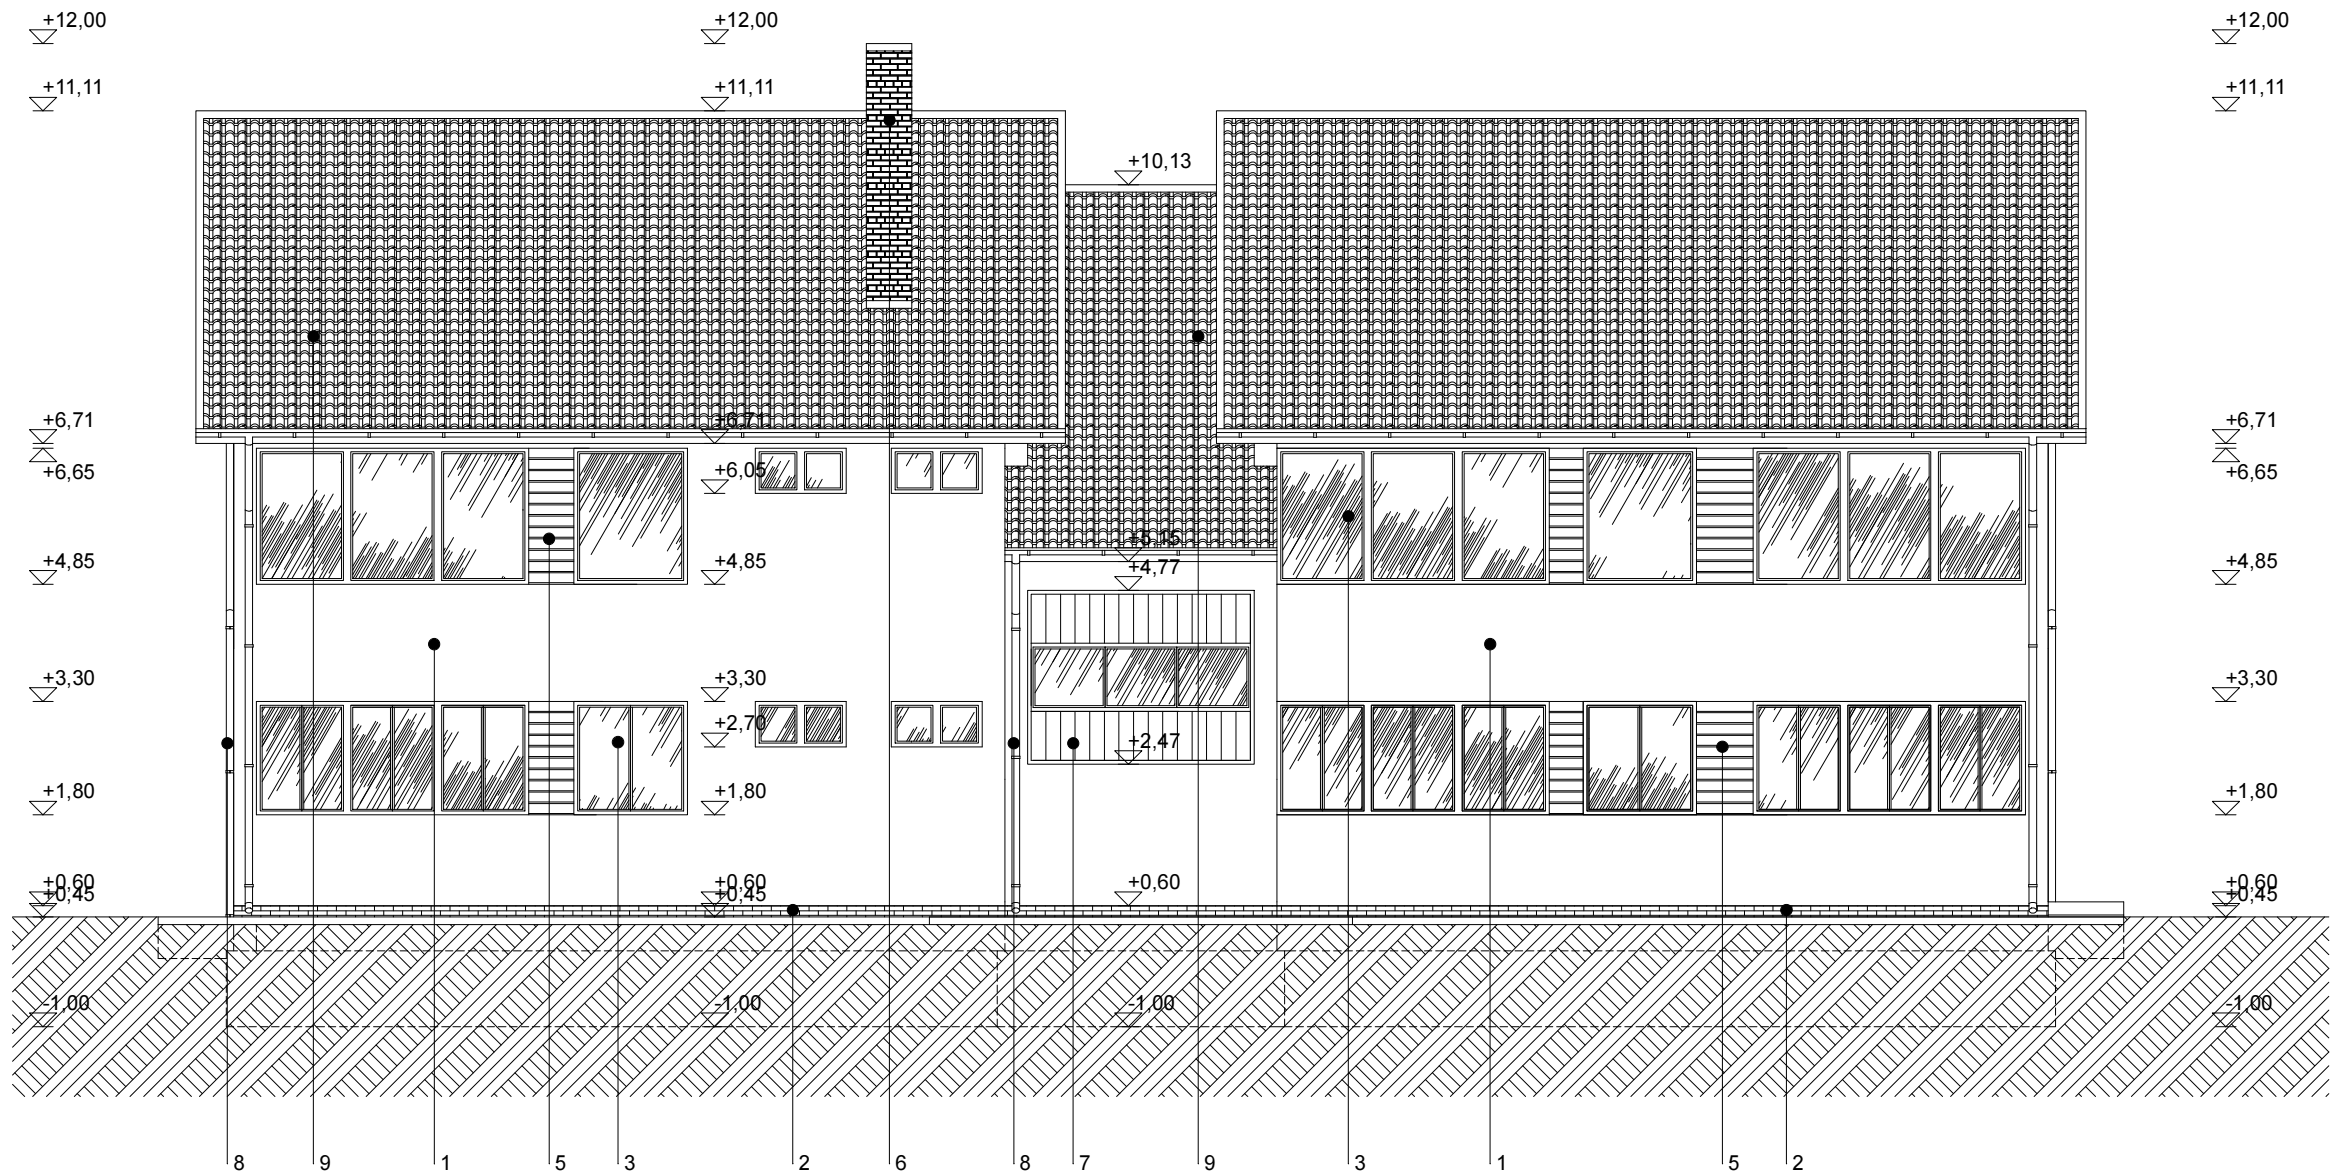 +12,00 +12,00 +12,00
+11,11 +11,11 +11,11
+10,13
+6,71 +6,71 +6,71
+6,65 +6,05 +6,65
+5,15
+4,85 +4,85 +4,77 +4,85
+3,30 +3,30 +3,30
+2,70
+2,47
+1,80 +1,80 +1,80
+0,60 +0,60 +0,60 +0,60
+0,45 +0,45 +0,45
-1,00 -1,00 -1,00 -1,00
8 9 1 5 3 2 6 8 7 9 3 1 5 2